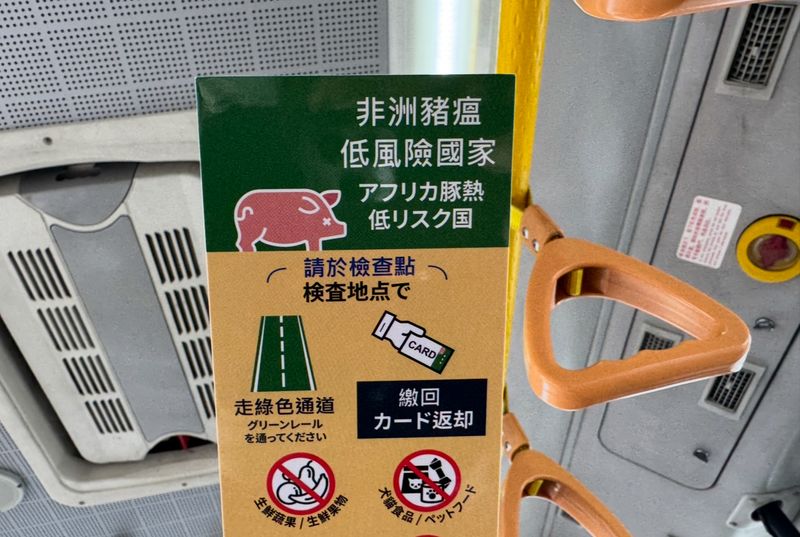 非洲豬瘟
低風險國家
アフリカ豚熱
低リスク国
請於檢查點
検査地点で
CARD
走綠色通道
グリーンレール
を通ってください
繳回
カード返却
生鮮蔬果/生鮮果物
犬貓食品/ペットフード